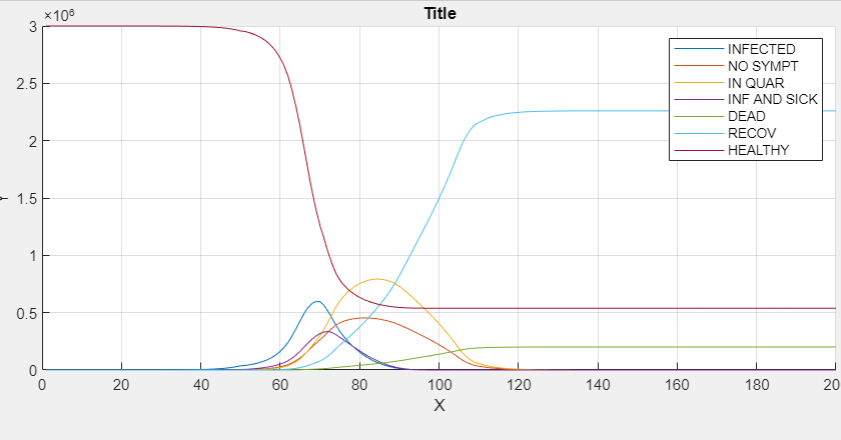 Title
×10⁶
3
2.5
2
1.5
1
0.5
0
0 20 40 60 80 100 120 140 160 180 20
X
INFECTED
NO SYMPT
IN QUAR
INF AND SICK
DEAD
RECOV
HEALTHY